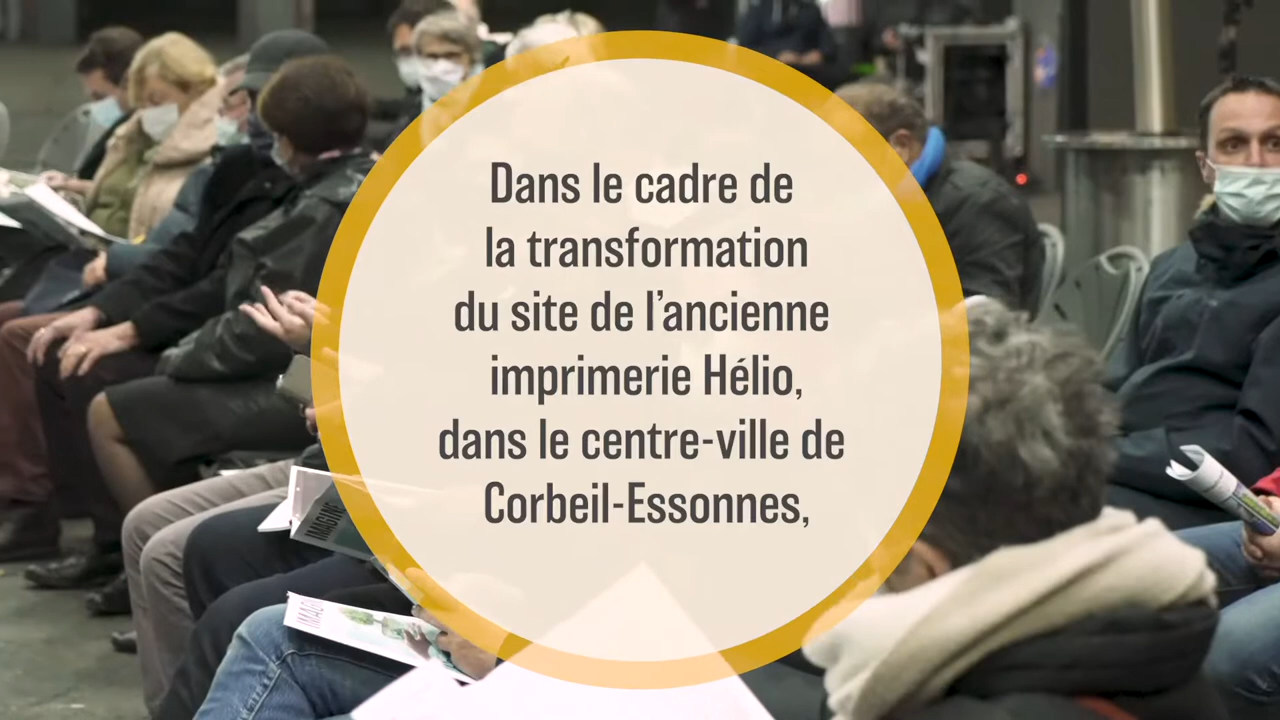 Dans le cadre de
la transformation
du site de l'ancienne
imprimerie Hélio,
dans le centre-ville de
Corbeil-Essonnes,
IMAGINE